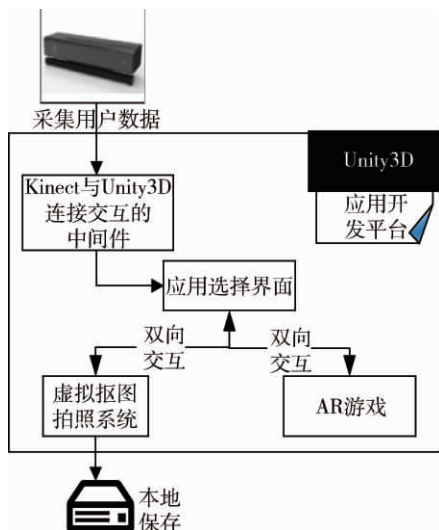 采集用户数据
Unity3D
应用开
发平台
Kinect与Unity3D
连接交互的
中间件
应用选择界面
双向
交互
双向
交互
虚拟抠图
拍照系统
AR游戏
本地
保存